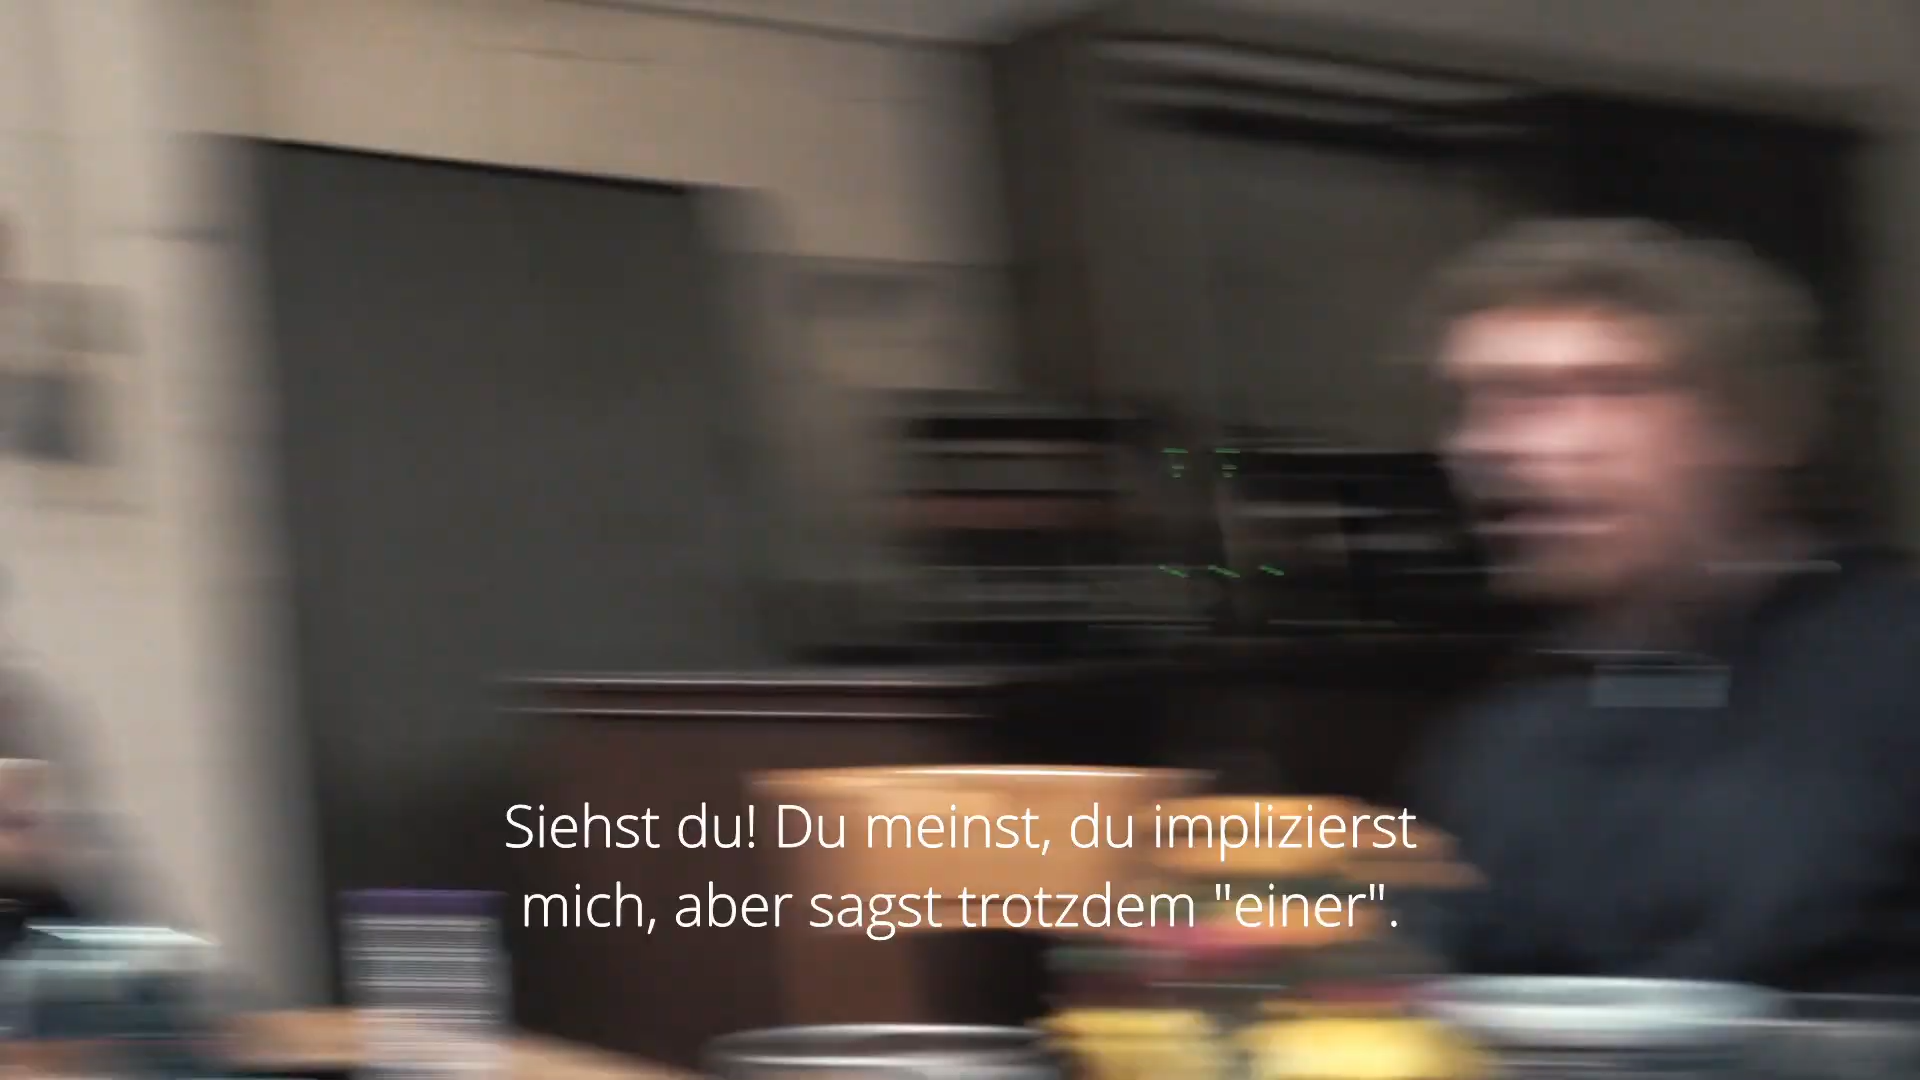 Siehst du! Du meinst, du implizierst
mich, aber sagst trotzdem "einer".